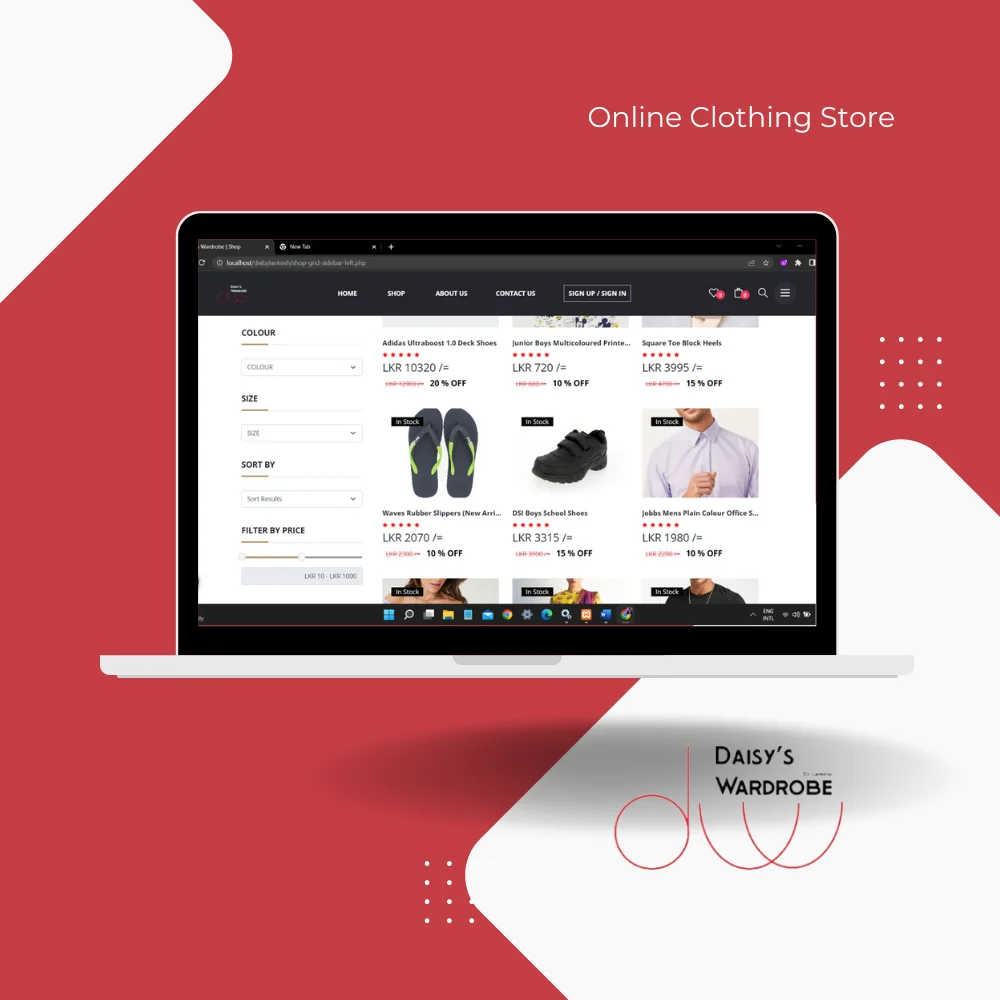 Online Clothing Store
Wardrobe | Shop
New Tab
localhost/dwbylankesh/shop-grid-sidebar-left.php
Daisy's
Wardrobe
HOME
SHOP
ABOUT US
CONTACT US
SIGN UP / SIGN IN
0
0
COLOUR
COLOUR
SIZE
SIZE
SORT BY
Sort Results
FILTER BY PRICE
LKR 10 - LKR 1000
Adidas Ultraboost 1.0 Deck Shoes
LKR 10320 /=
LKR 12900 /= 20 % OFF
Junior Boys Multicoloured Printe...
LKR 720 /=
LKR 800 /= 10 % OFF
Square Toe Block Heels
LKR 3995 /=
LKR 4700 /= 15 % OFF
In Stock
Waves Rubber Slippers (New Arri...
LKR 2070 /=
LKR 2300 /= 10 % OFF
In Stock
DSI Boys School Shoes
LKR 3315 /=
LKR 3900 /= 15 % OFF
In Stock
Jobbs Mens Plain Colour Office S...
LKR 1980 /=
LKR 2200 /= 10 % OFF
In Stock
In Stock
In Stock
ENG
INTL
DAISY'S
WARDROBE